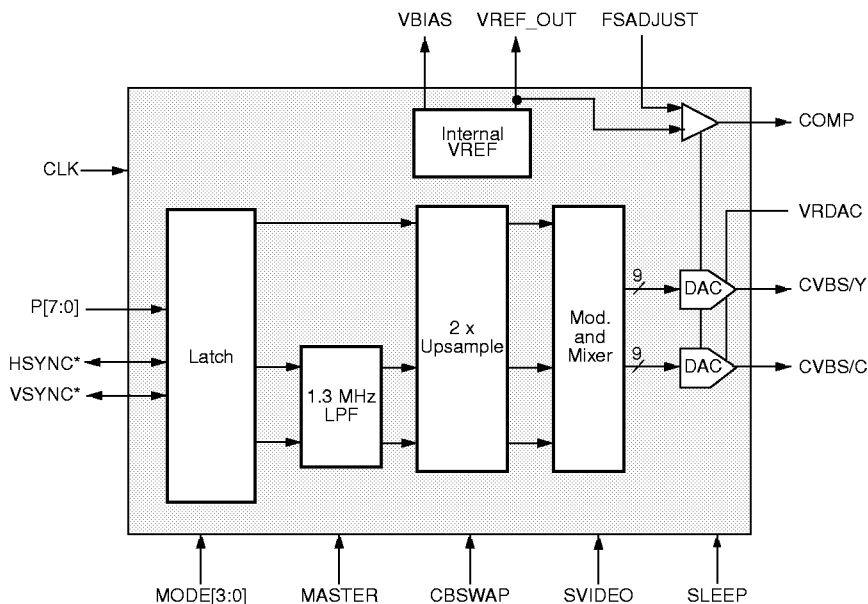 VBIAS VREF_OUT FSADJUST
Internal
VREF
COMP
CLK
VRDAC
P[7:0]
HSYNC*
VSYNC*
Latch
1.3 MHz
LPF
2 x
Upsample
Mod.
and
Mixer
9
DAC
CVBS/Y
9
DAC
CVBS/C
MODE[3:0] MASTER CBSWAP SVIDEO SLEEP